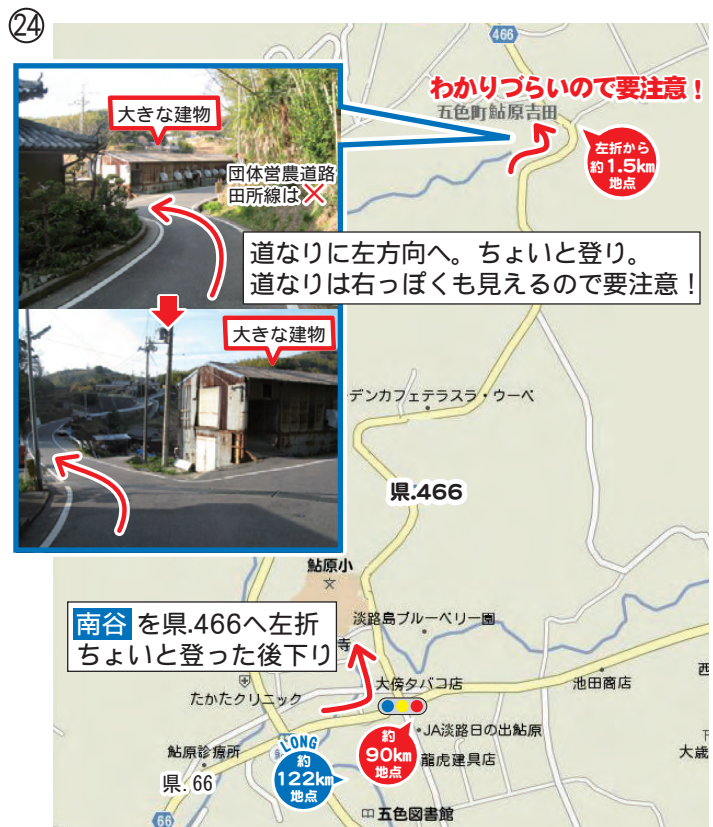 ㉔
466
わかりづらいので要注意！
五色町鮎原吉田
左折から
約1.5km
地点
大きな建物
団体営農道路
田所線は×
道なりに左方向へ。ちょいと登り。
道なりは右っぽくも見えるので要注意！
大きな建物
デンカフェテラスラ・ウーベ
県.466
鮎原小
淡路島ブルーベリー園
南谷 を県.466へ左折
ちょいと登った後下り
寺
大傍タバコ店
池田商店
西
たかたクリニック
JA淡路日の出鮎原
龍虎建具店
大歳
鮎原診療所
県.66
LONG
約
122km
地点
約
90km
地点
五色図書館
66